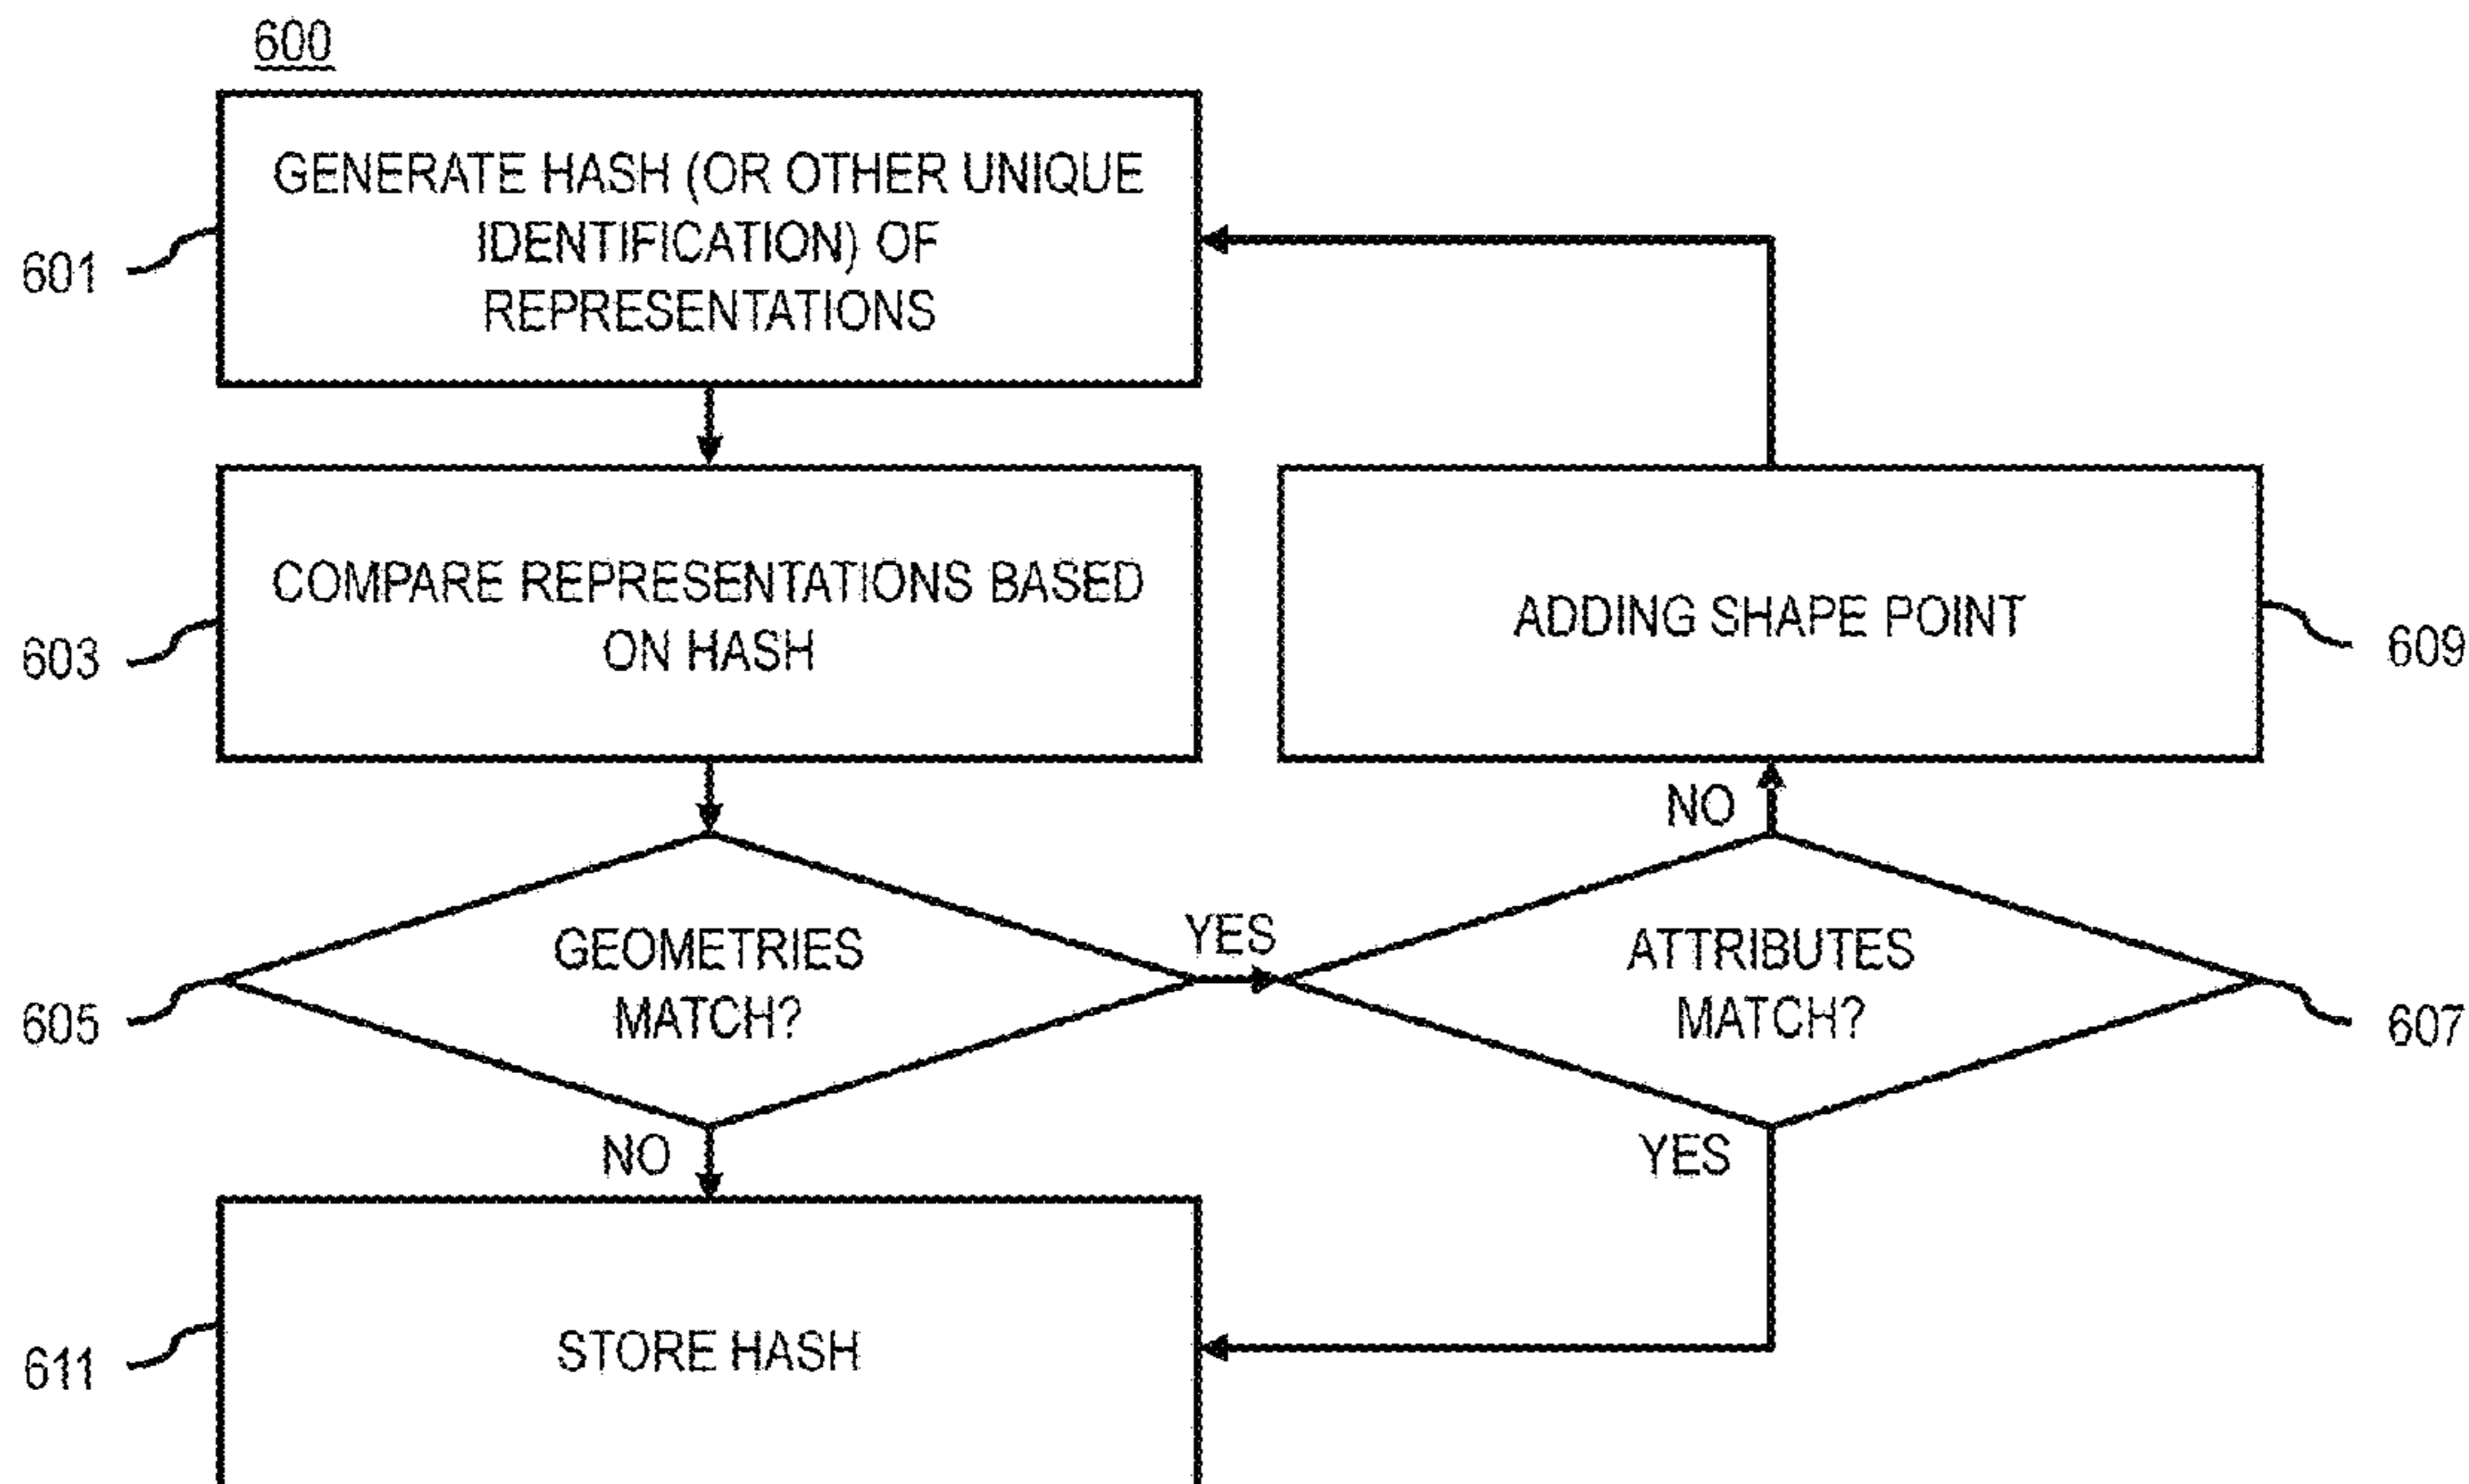 600
GENERATE HASH (OR OTHER UNIQUE
IDENTIFICATION) OF
REPRESENTATIONS
601
COMPARE REPRESENTATIONS BASED
ON HASH
603
ADDING SHAPE POINT
609
NO
GEOMETRIES
MATCH?
605
YES
ATTRIBUTES
MATCH?
607
NO
YES
STORE HASH
611